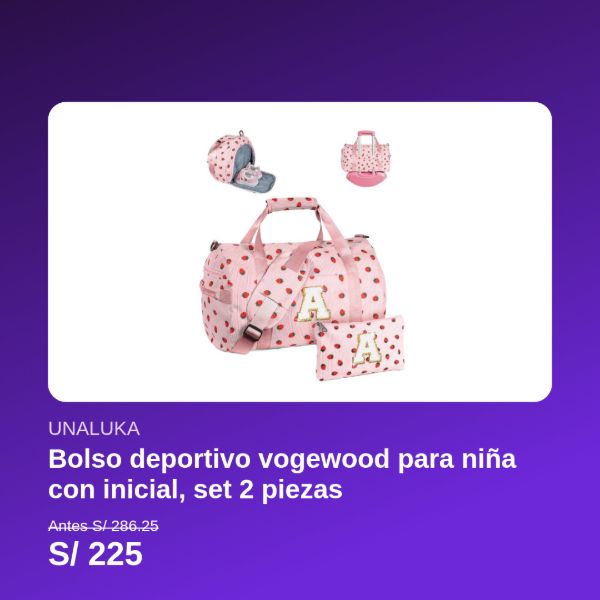 A
A
UNALUKA
Bolso deportivo vogewood para niña
con inicial, set 2 piezas
Antes S/ 286.25
S/ 225